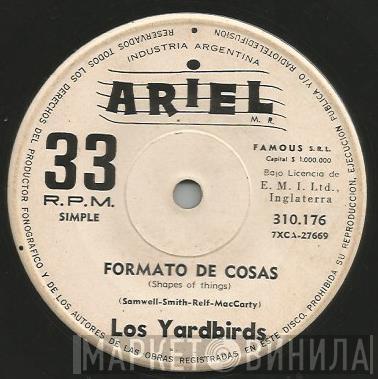 RESERVADOS TODOS LOS DERECHOS DEL PRODUCTOR FONOGRAFICO Y DE LOS AUTORES DE LAS OBRAS REGISTRADAS EN ESTE DISCO. PROHIBIDA SU REPRODUCCION, EJECUCION PUBLICA Y/O RADIOTELEDIFUSION
INDUSTRIA ARGENTINA
ARiEL
M. R.
33
R.P.M.
SIMPLE
FAMOUS S.R.L.
Capital $ 1.000.000
Bajo Licencia de
E. M. I. Ltd.,
Inglaterra
310.176
7XCA-27669
FORMATO DE COSAS
(Shapes of things)
(Samwell-Smith-Relf-MacCarty)
Los Yardbirds
МАРКЕТ ВИНИЛА